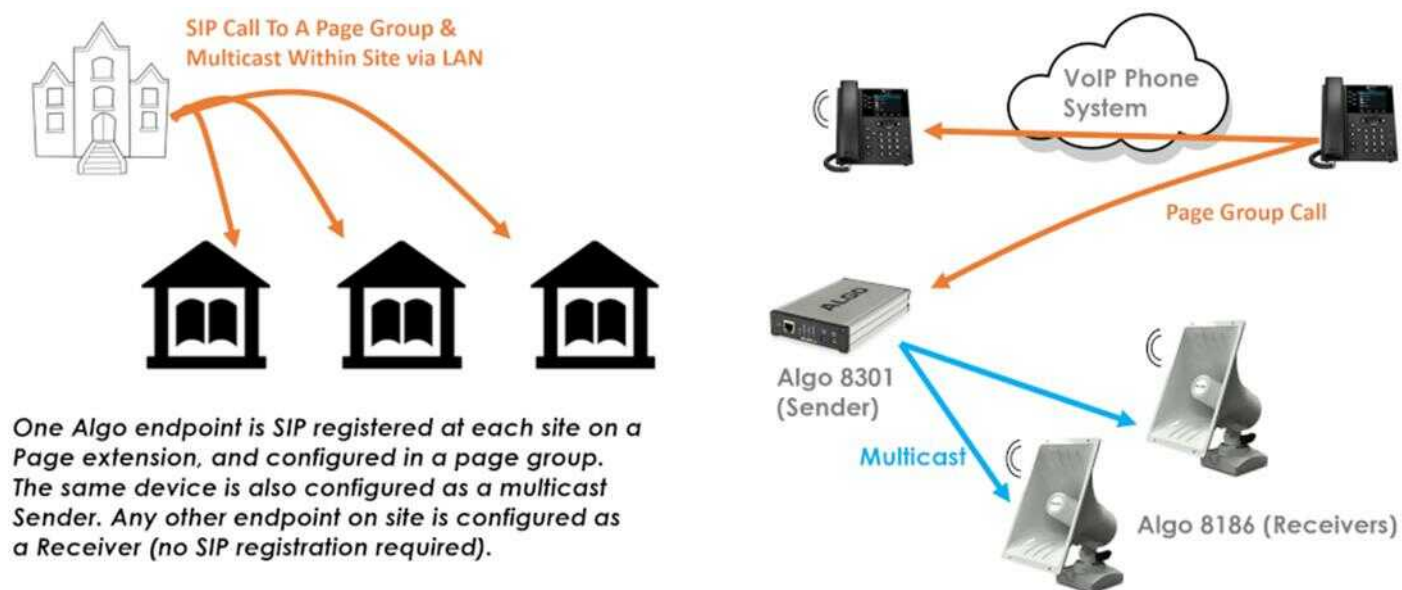 SIP Call To A Page Group &
Multicast Within Site via LAN
One Algo endpoint is SIP registered at each site on a
Page extension, and configured in a page group.
The same device is also configured as a multicast
Sender. Any other endpoint on site is configured as
a Receiver (no SIP registration required).
VoIP Phone
System
Page Group Call
ALGO
Algo 8301
(Sender)
Multicast
Algo 8186 (Receivers)